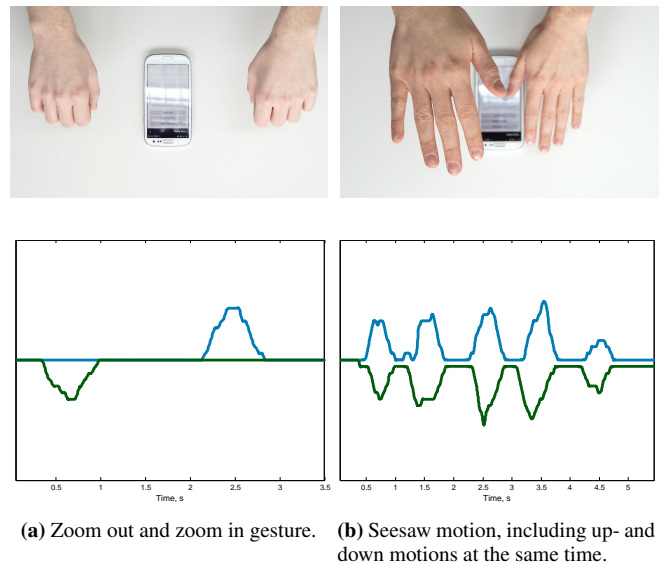 0.5 1 1.5 2 2.5 3 3.5
Time, s
0.5 1 1.5 2 2.5 3 3.5 4 4.5 5
Time, s
(a) Zoom out and zoom in gesture.
(b) Seesaw motion, including up- and
down motions at the same time.